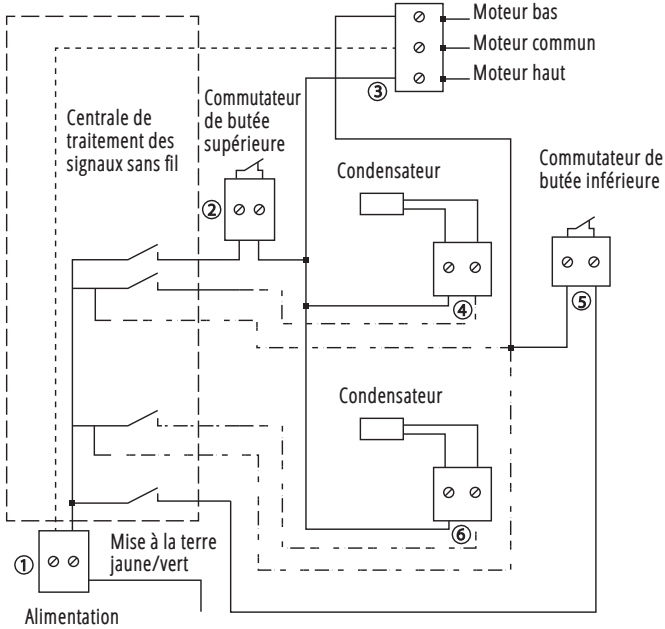 Moteur bas
Moteur commun
Moteur haut
③
Centrale de
traitement des
signaux sans fil
Commutateur
de butée
supérieure
②
Condensateur
④
Commutateur de
butée inférieure
⑤
Condensateur
⑥
①
Mise à la terre
jaune/vert
Alimentation